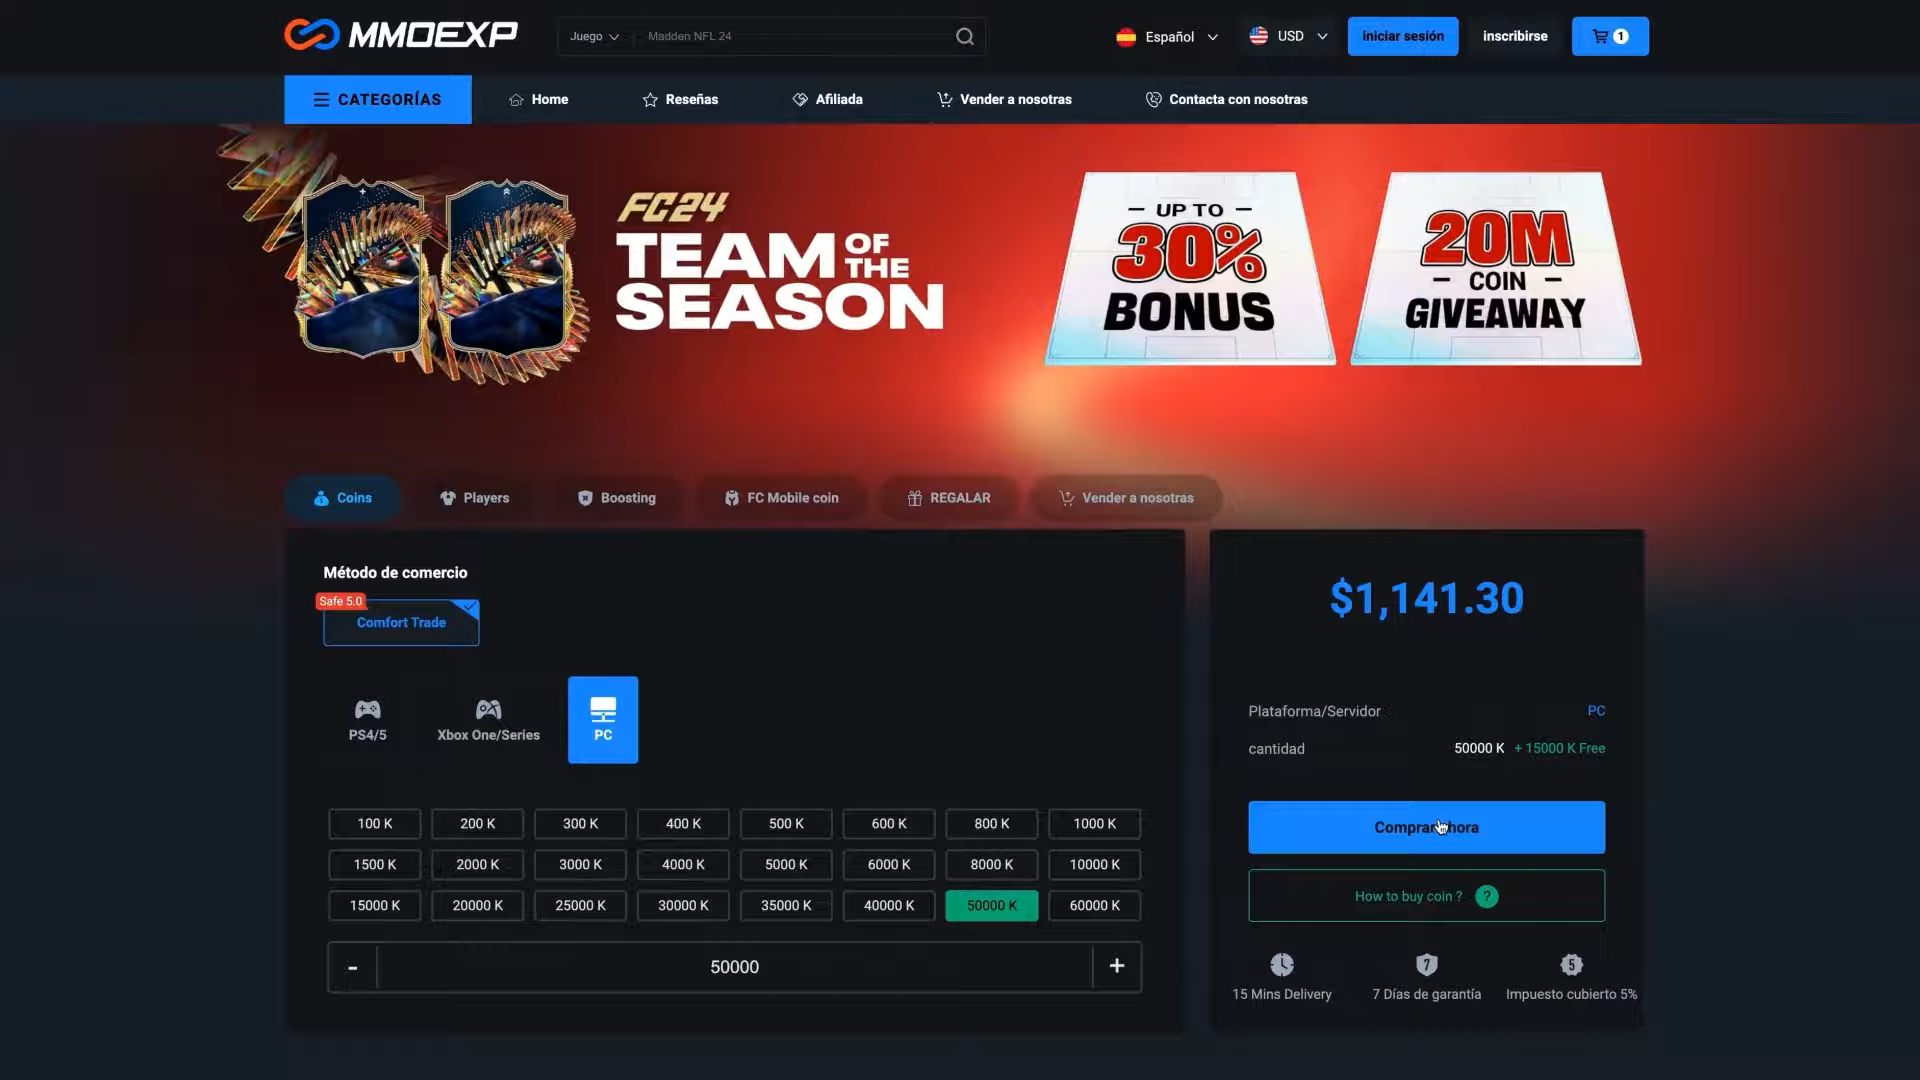 MMOEXP
Juego
Madden NFL 24
Español
USD
Iniciar sesión
inscribirse
1
CATEGORÍAS
Home
Reseñas
Afiliada
Vender a nosotras
Contacta con nosotras
FC24
TEAM OF THE
SEASON
UP TO
30%
BONUS
20M
COIN
GIVEAWAY
Coins
Players
Boosting
FC Mobile coin
REGALAR
Vender a nosotras
Método de comercio
Safe 5.0
Comfort Trade
PS4/5
Xbox One/Series
PC
100 K 200 K 300 K 400 K 500 K 600 K 800 K 1000 K
1500 K 2000 K 3000 K 4000 K 5000 K 6000 K 8000 K 10000 K
15000 K 20000 K 25000 K 30000 K 35000 K 40000 K 50000 K 60000 K
- 50000 +
$1,141.30
Plataforma/Servidor PC
cantidad 50000 K + 15000 K Free
Comprar ahora
How to buy coin ? ?
7 5
15 Mins Delivery 7 Días de garantía Impuesto cubierto 5%